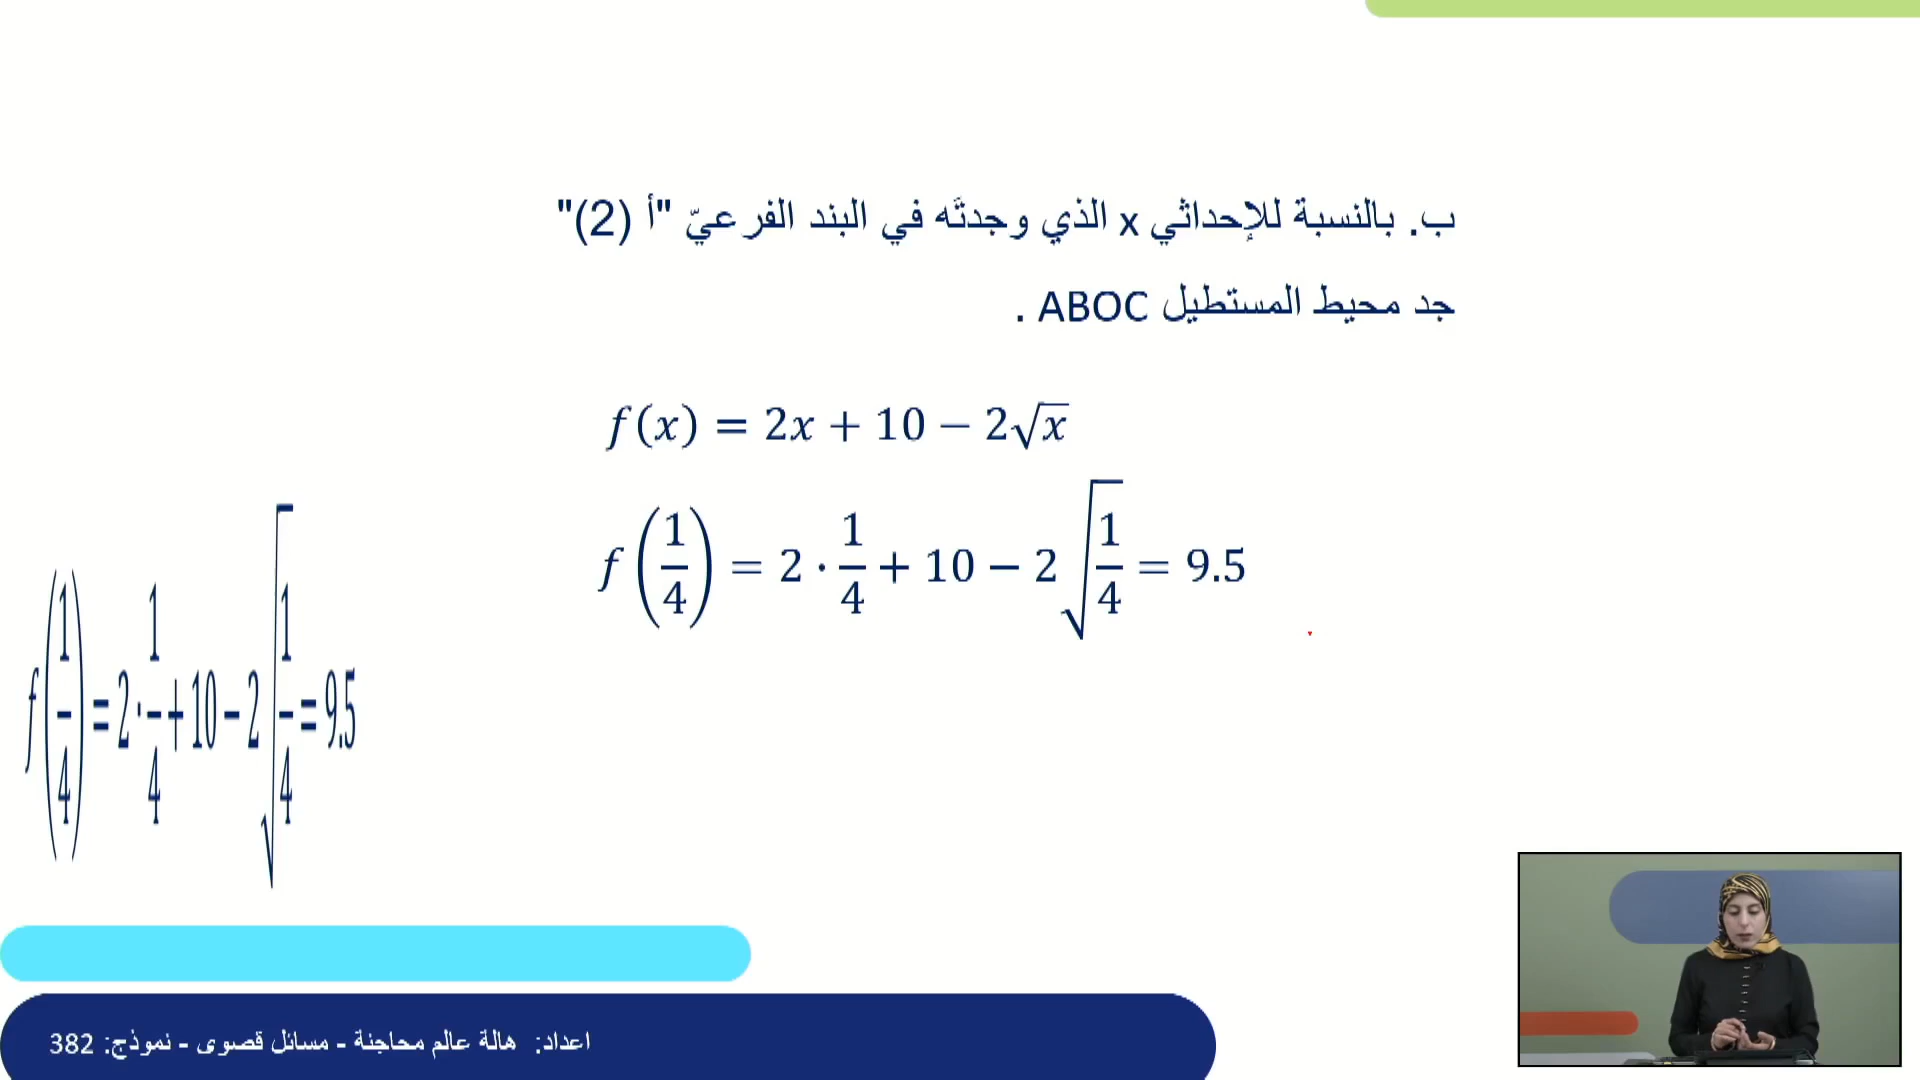 ب. بالنسبة للإحداثي x الذي وجدتَه في البند الفرعيّ "أ (2)"
جد محيط المستطيل ABOC .
f(x) = 2x + 10 − 2√x
f(1/4) = 2 · 1/4 + 10 − 2√(1/4) = 9.5
f(1/4) = 2 · 1/4 + 10 − 2√(1/4) = 9.5
اعداد: هالة عالم محاجنة - مسائل قصوى - نموذج: 382